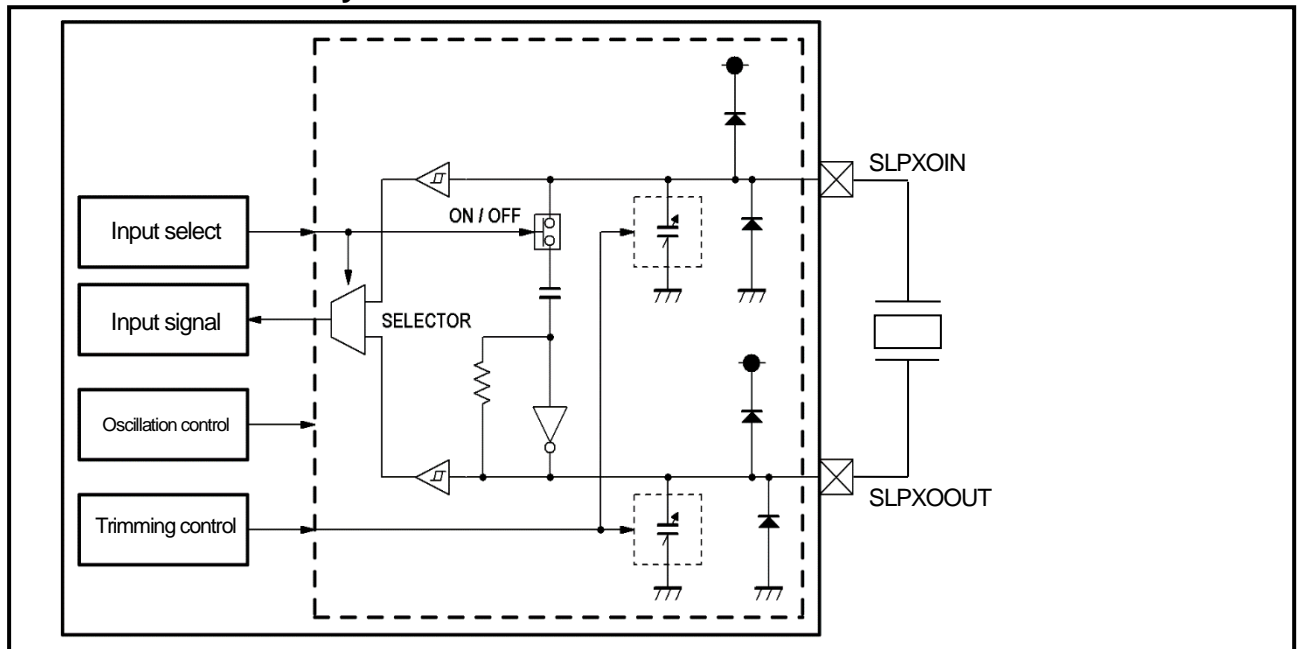 SLPXOIN
ON / OFF
Input select
Input signal
SELECTOR
Oscillation control
SLPXOOUT
Trimming control